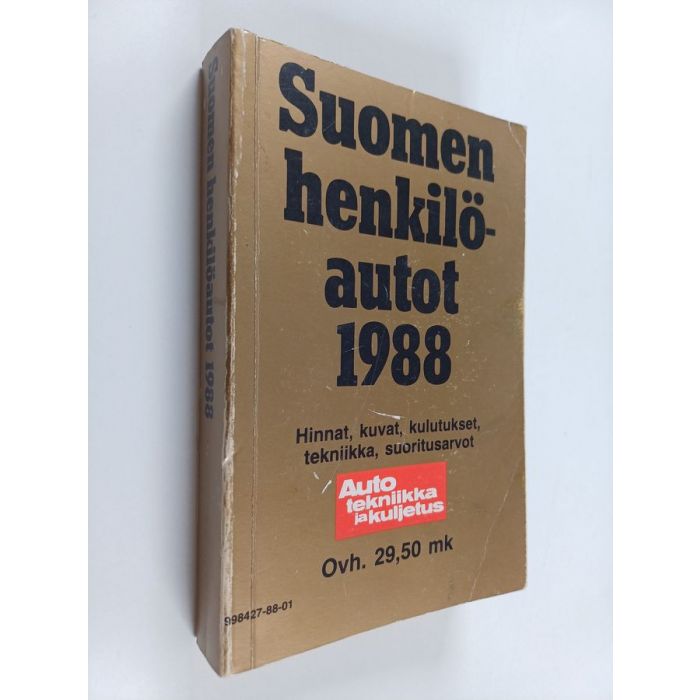 Suomen henkilöautot 1988
Suomen
henkilö-
autot
1988
Hinnat, kuvat, kulutukset,
tekniikka, suoritusarvot
Auto
tekniikka
ja kuljetus
Ovh. 29,50 mk
998427-88-01